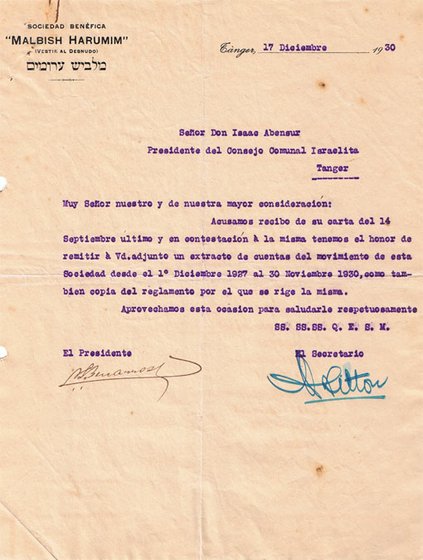 SOCIEDAD BENÉFICA
"MALBISH HARUMIM"
(VESTIR AL DESNUDO)
מלביש ערומים
Tánger, 17 Diciembre 1930
Señor Don Isaac Abensur
Presidente del Consejo Comunal Israelita
Tanger
Muy Señor nuestro y de nuestra mayor consideracion:
Acusamos recibo de su carta del 14
Septiembre ultimo y en contestación à la misma tenemos el honor de
remitir à Vd.adjunto un extracto de cuentas del movimiento de esta
Sociedad desde el 1º Diciembre 1927 al 30 Noviembre 1930,como tam-
bien copia del reglamento por el que se rige la misma.
Aprovechamos esta ocasion para saludarle respetuosamente
SS. SS.SS. Q. E. S. M.
El Presidente El Secretario